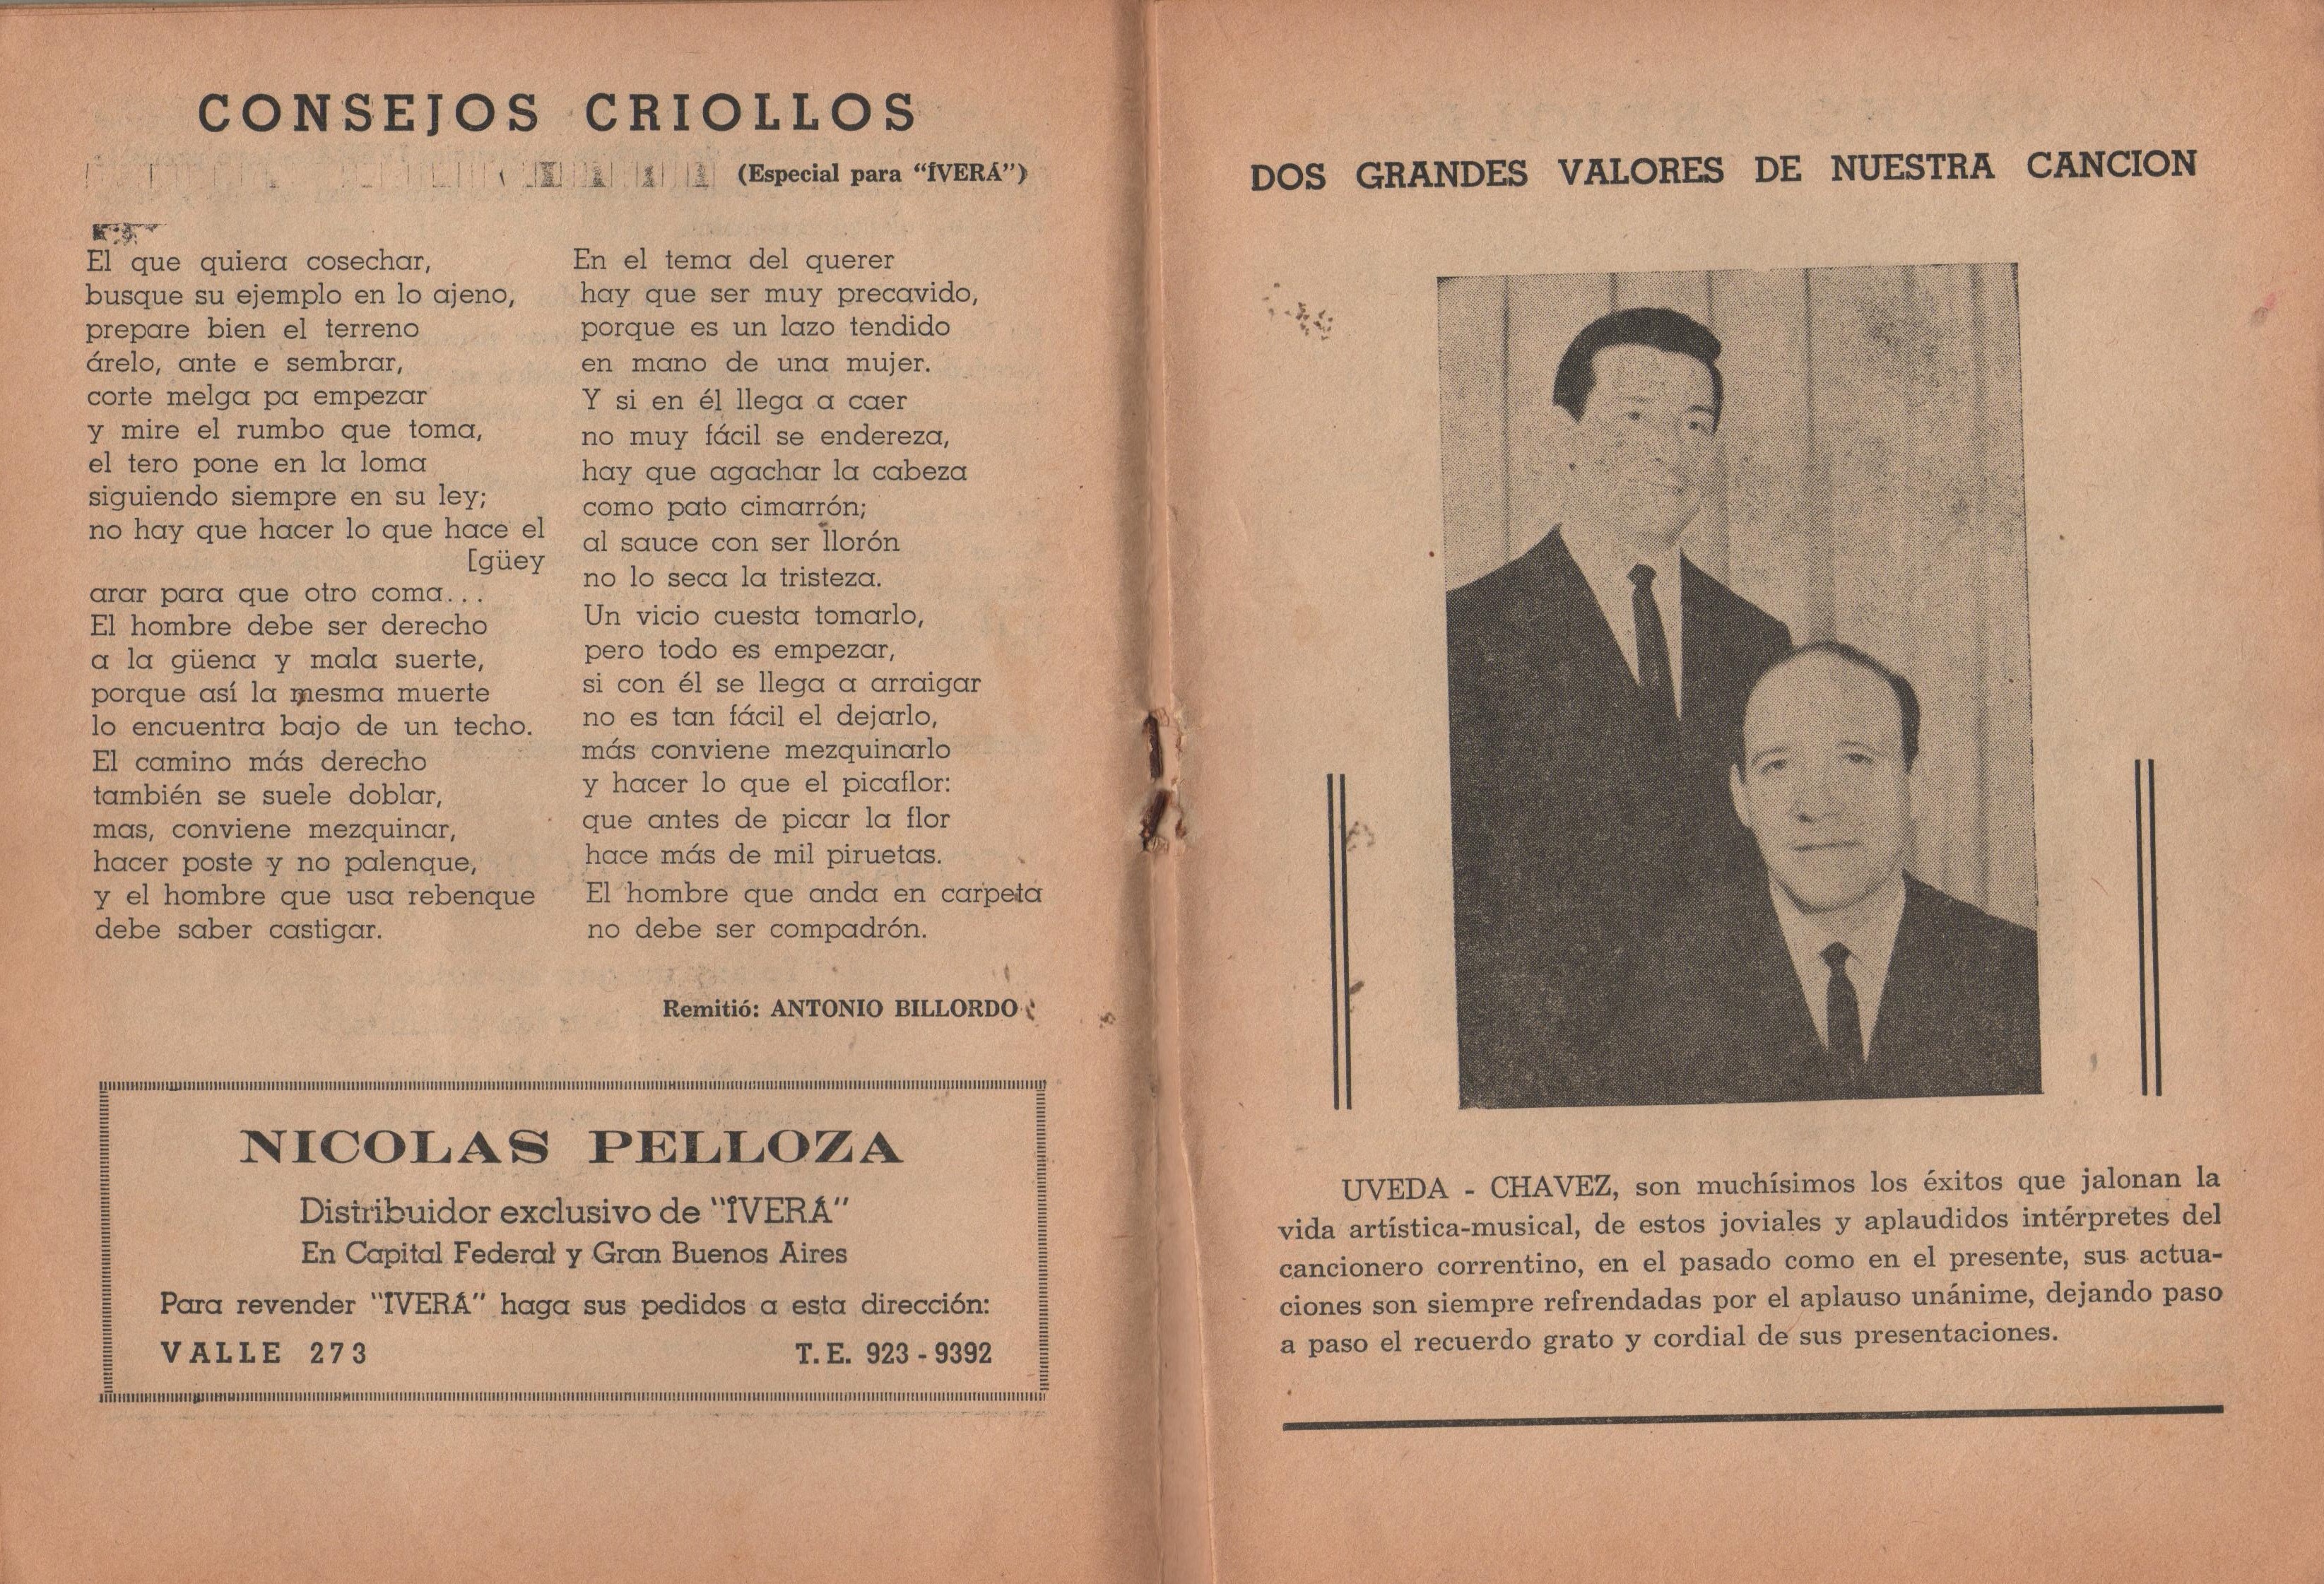 CONSEJOS CRIOLLOS
(Especial para “ÍVERÁ”)
El que quiera cosechar,
busque su ejemplo en lo ajeno,
prepare bien el terreno
árelo, ante e sembrar,
corte melga pa empezar
y mire el rumbo que toma,
el tero pone en la loma
siguiendo siempre en su ley;
no hay que hacer lo que hace el
[güey
arar para que otro coma...
El hombre debe ser derecho
a la güena y mala suerte,
porque así la mesma muerte
lo encuentra bajo de un techo.
El camino más derecho
también se suele doblar,
mas, conviene mezquinar,
hacer poste y no palenque,
y el hombre que usa rebenque
debe saber castigar.
En el tema del querer
hay que ser muy precavido,
porque es un lazo tendido
en mano de una mujer.
Y si en él llega a caer
no muy fácil se endereza,
hay que agachar la cabeza
como pato cimarrón;
al sauce con ser llorón
no lo seca la tristeza.
Un vicio cuesta tomarlo,
pero todo es empezar,
si con él se llega a arraigar
no es tan fácil el dejarlo,
más conviene mezquinarlo
y hacer lo que el picaflor:
que antes de picar la flor
hace más de mil piruetas.
El hombre que anda en carpeta
no debe ser compadrón.
Remitió: ANTONIO BILLORDO
NICOLAS PELLOZA
Distribuidor exclusivo de "ÎVERÁ"
En Capital Federal y Gran Buenos Aires
Para revender "ÎVERÁ" haga sus pedidos a esta dirección:
VALLE 273 T. E. 923 - 9392
DOS GRANDES VALORES DE NUESTRA CANCION
UVEDA - CHAVEZ, son muchísimos los éxitos que jalonan la
vida artística-musical, de estos joviales y aplaudidos intérpretes del
cancionero correntino, en el pasado como en el presente, sus actua-
ciones son siempre refrendadas por el aplauso unánime, dejando paso
a paso el recuerdo grato y cordial de sus presentaciones.